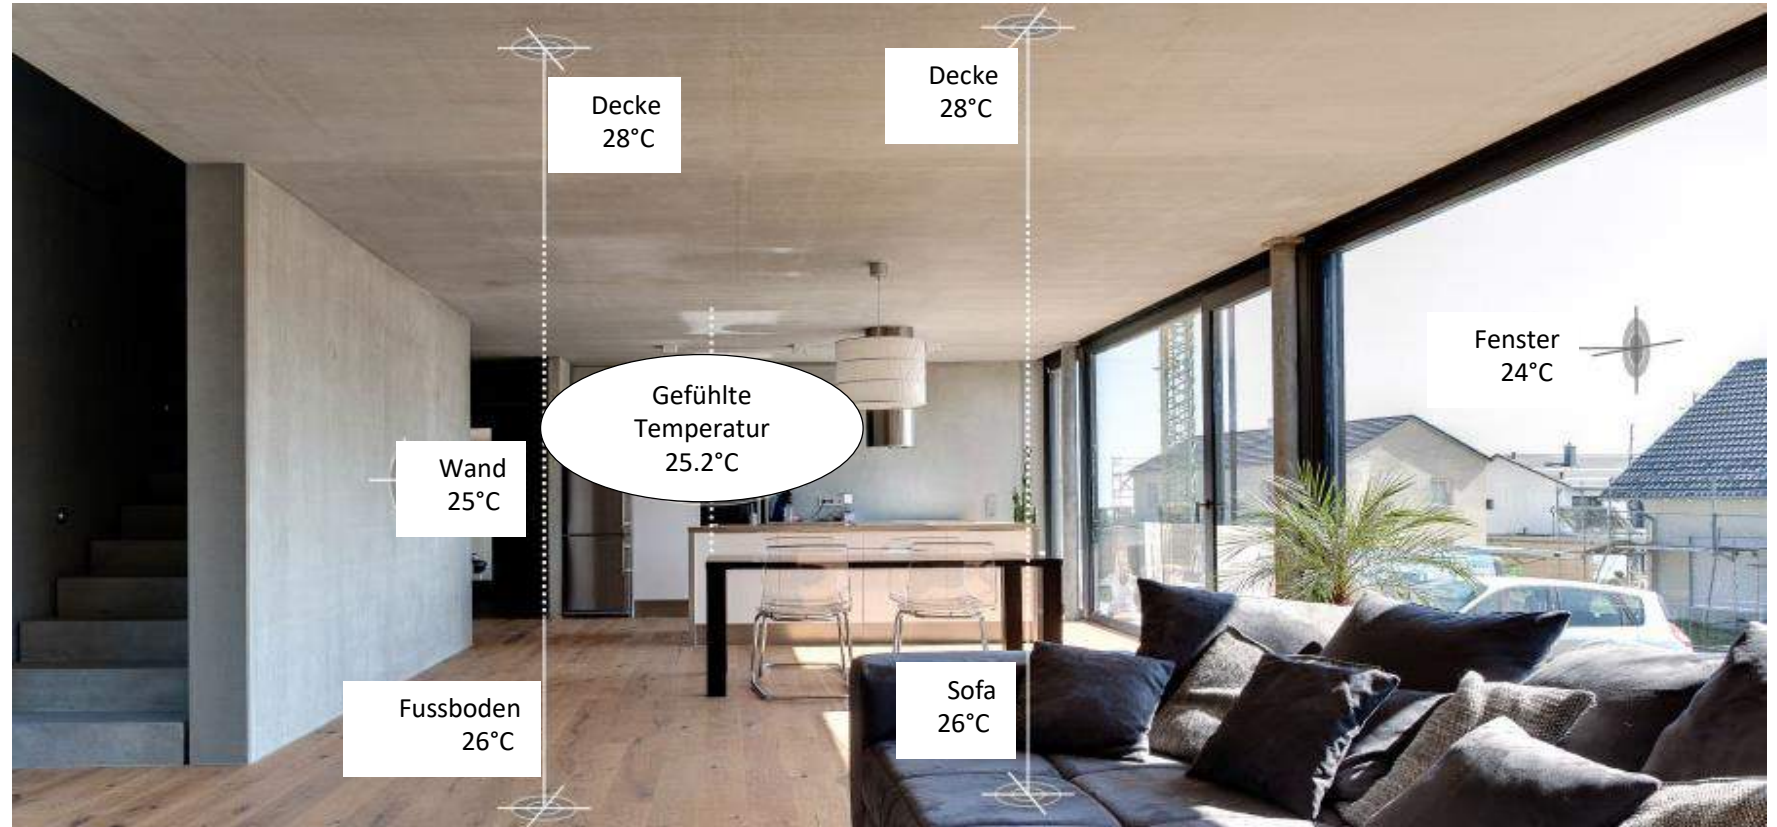 Decke
28°C
Decke
28°C
Fenster
24°C
Gefühlte
Temperatur
25.2°C
Wand
25°C
Fussboden
26°C
Sofa
26°C